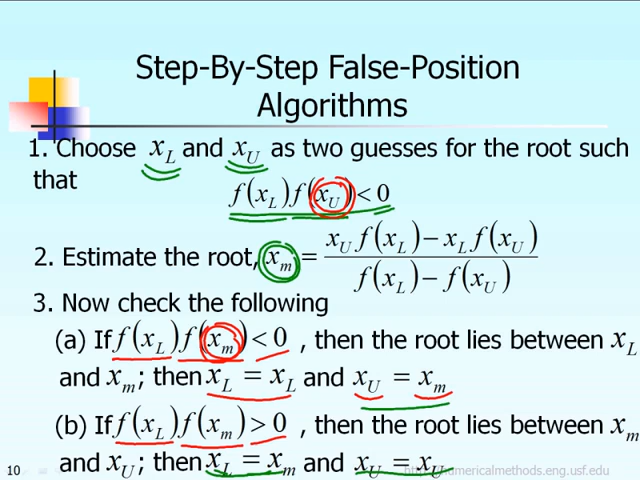 Step-By-Step False-Position
Algorithms
1. Choose x_L and x_U as two guesses for the root such
that
f(x_L) f(x_U) < 0
2. Estimate the root, x_m = (x_U f(x_L) − x_L f(x_U)) / (f(x_L) − f(x_U))
3. Now check the following
(a) If f(x_L) f(x_m) < 0 , then the root lies between x_L
and x_m; then x_L = x_L and x_U = x_m
(b) If f(x_L) f(x_m) > 0 , then the root lies between x_m
and x_U; then x_L = x_m and x_U = x_U
10 http://numericalmethods.eng.usf.edu